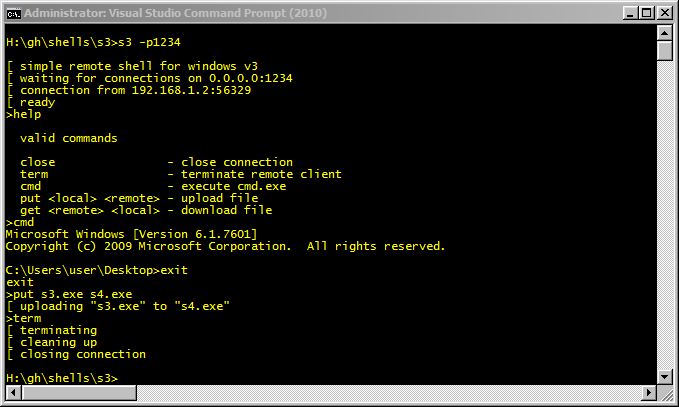 Administrator: Visual Studio Command Prompt (2010)
H:\gh\shells\s3>s3 -p1234
[ simple remote shell for windows v3
[ waiting for connections on 0.0.0.0:1234
[ connection from 192.168.1.2:56329
[ ready
>help
valid commands
close - close connection
term - terminate remote client
cmd - execute cmd.exe
put <local> <remote> - upload file
get <remote> <local> - download file
>cmd
Microsoft Windows [Version 6.1.7601]
Copyright (c) 2009 Microsoft Corporation. All rights reserved.
C:\Users\user\Desktop>exit
exit
>put s3.exe s4.exe
[ uploading "s3.exe" to "s4.exe"
>term
[ terminating
[ cleaning up
[ closing connection
H:\gh\shells\s3>